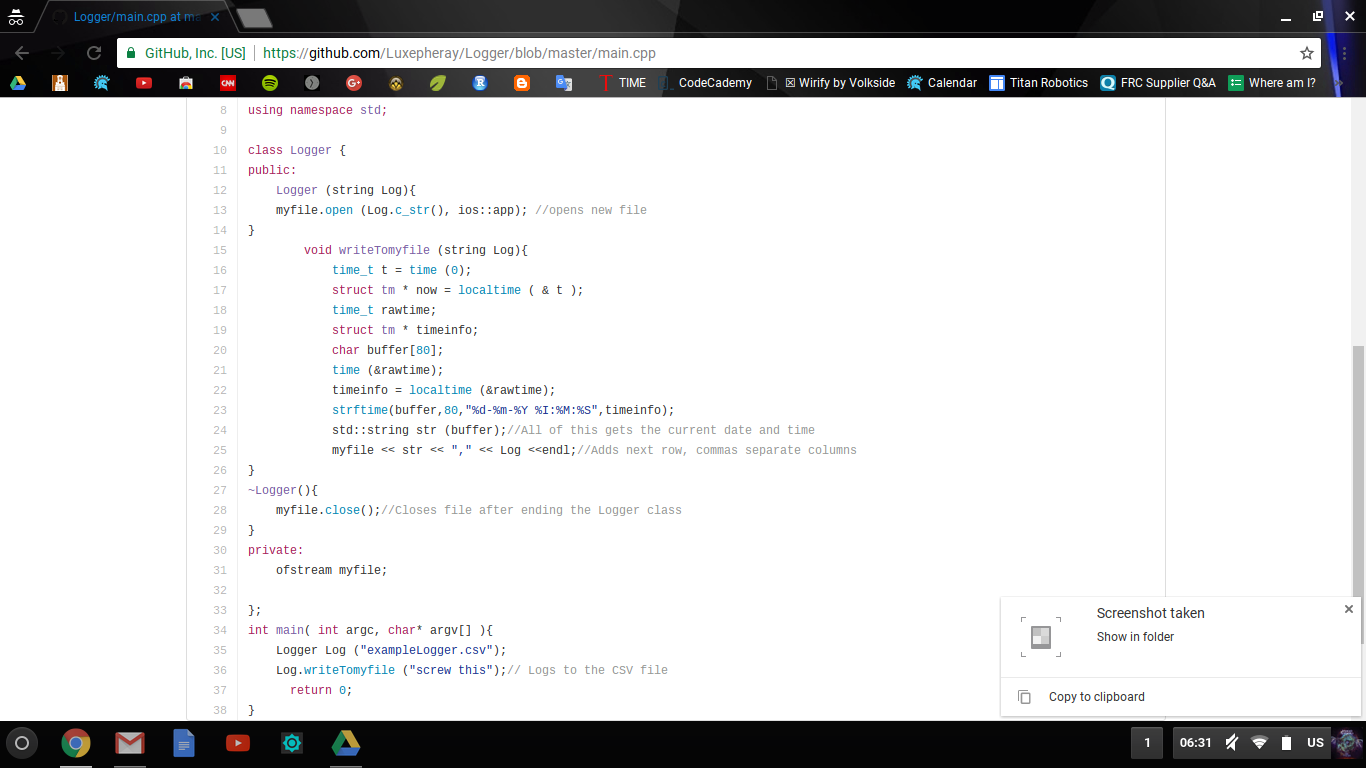 Logger/main.cpp at ma
GitHub, Inc. [US] https://github.com/Luxepheray/Logger/blob/master/main.cpp
CNN TIME CodeCademy ☒ Wirify by Volkside Calendar Titan Robotics FRC Supplier Q&A Where am I? »
8 using namespace std;
9
10 class Logger {
11 public:
12     Logger (string Log){
13     myfile.open (Log.c_str(), ios::app); //opens new file
14 }
15         void writeTomyfile (string Log){
16             time_t t = time (0);
17             struct tm * now = localtime ( & t );
18             time_t rawtime;
19             struct tm * timeinfo;
20             char buffer[80];
21             time (&rawtime);
22             timeinfo = localtime (&rawtime);
23             strftime(buffer,80,"%d-%m-%Y %I:%M:%S",timeinfo);
24             std::string str (buffer);//All of this gets the current date and time
25             myfile << str << "," << Log <<endl;//Adds next row, commas separate columns
26 }
27 ~Logger(){
28     myfile.close();//Closes file after ending the Logger class
29 }
30 private:
31     ofstream myfile;
32
33 };
34 int main( int argc, char* argv[] ){
35     Logger Log ("exampleLogger.csv");
36     Log.writeTomyfile ("screw this");// Logs to the CSV file
37       return 0;
38 }
Screenshot taken
Show in folder
Copy to clipboard
1 06:31 US